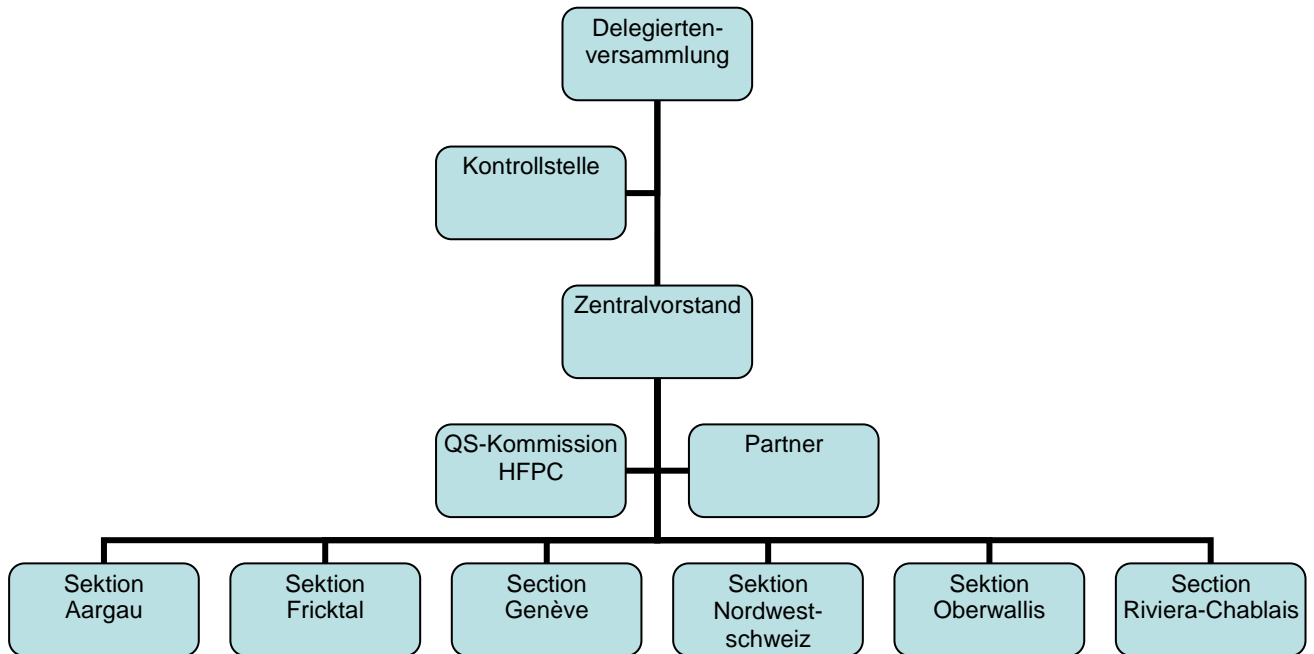 Delegierten-
versammlung
Kontrollstelle
Zentralvorstand
QS-Kommission
HFPC
Partner
Sektion
Aargau
Sektion
Fricktal
Section
Genève
Sektion
Nordwest-
schweiz
Sektion
Oberwallis
Section
Riviera-Chablais